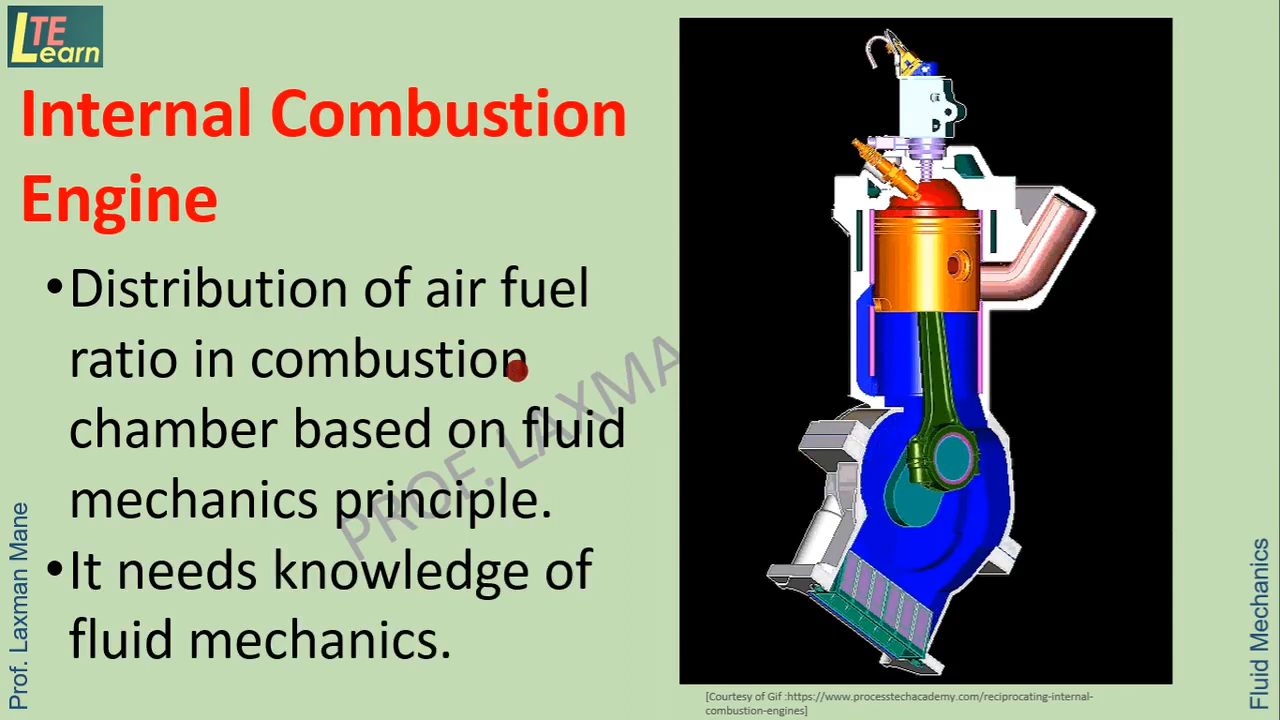 LTE
Learn
Internal Combustion
Engine
•Distribution of air fuel
ratio in combustion
chamber based on fluid
mechanics principle.
•It needs knowledge of
fluid mechanics.
PROF. LAXMA
Prof. Laxman Mane
Fluid Mechanics
[Courtesy of Gif :https://www.processtechacademy.com/reciprocating-internal-
combustion-engines]